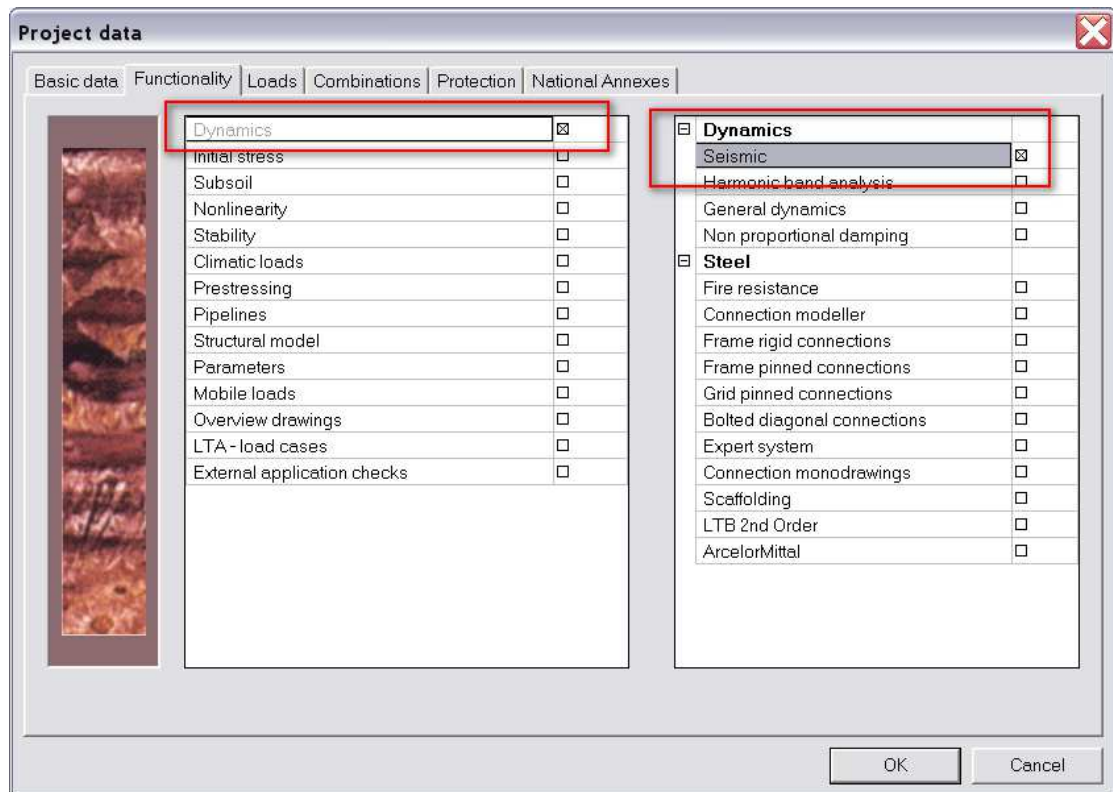 Project data
Basic data Functionality Loads Combinations Protection National Annexes
Dynamics
Initial stress
Subsoil
Nonlinearity
Stability
Climatic loads
Prestressing
Pipelines
Structural model
Parameters
Mobile loads
Overview drawings
LTA - load cases
External application checks
Dynamics
Seismic
Harmonic band analysis
General dynamics
Non proportional damping
Steel
Fire resistance
Connection modeller
Frame rigid connections
Frame pinned connections
Grid pinned connections
Bolted diagonal connections
Expert system
Connection monodrawings
Scaffolding
LTB 2nd Order
ArcelorMittal
OK Cancel